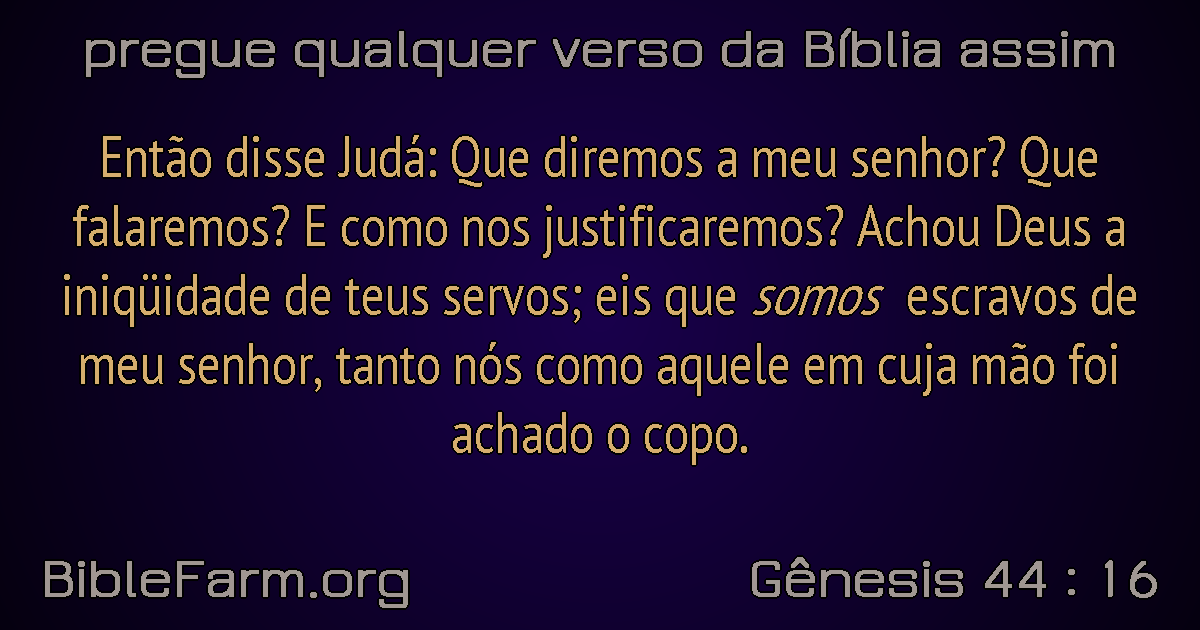 pregue qualquer verso da Bíblia assim
Então disse Judá: Que diremos a meu senhor? Que
falaremos? E como nos justificaremos? Achou Deus a
iniqüidade de teus servos; eis que somos escravos de
meu senhor, tanto nós como aquele em cuja mão foi
achado o copo.
BibleFarm.org
Gênesis 44 : 16